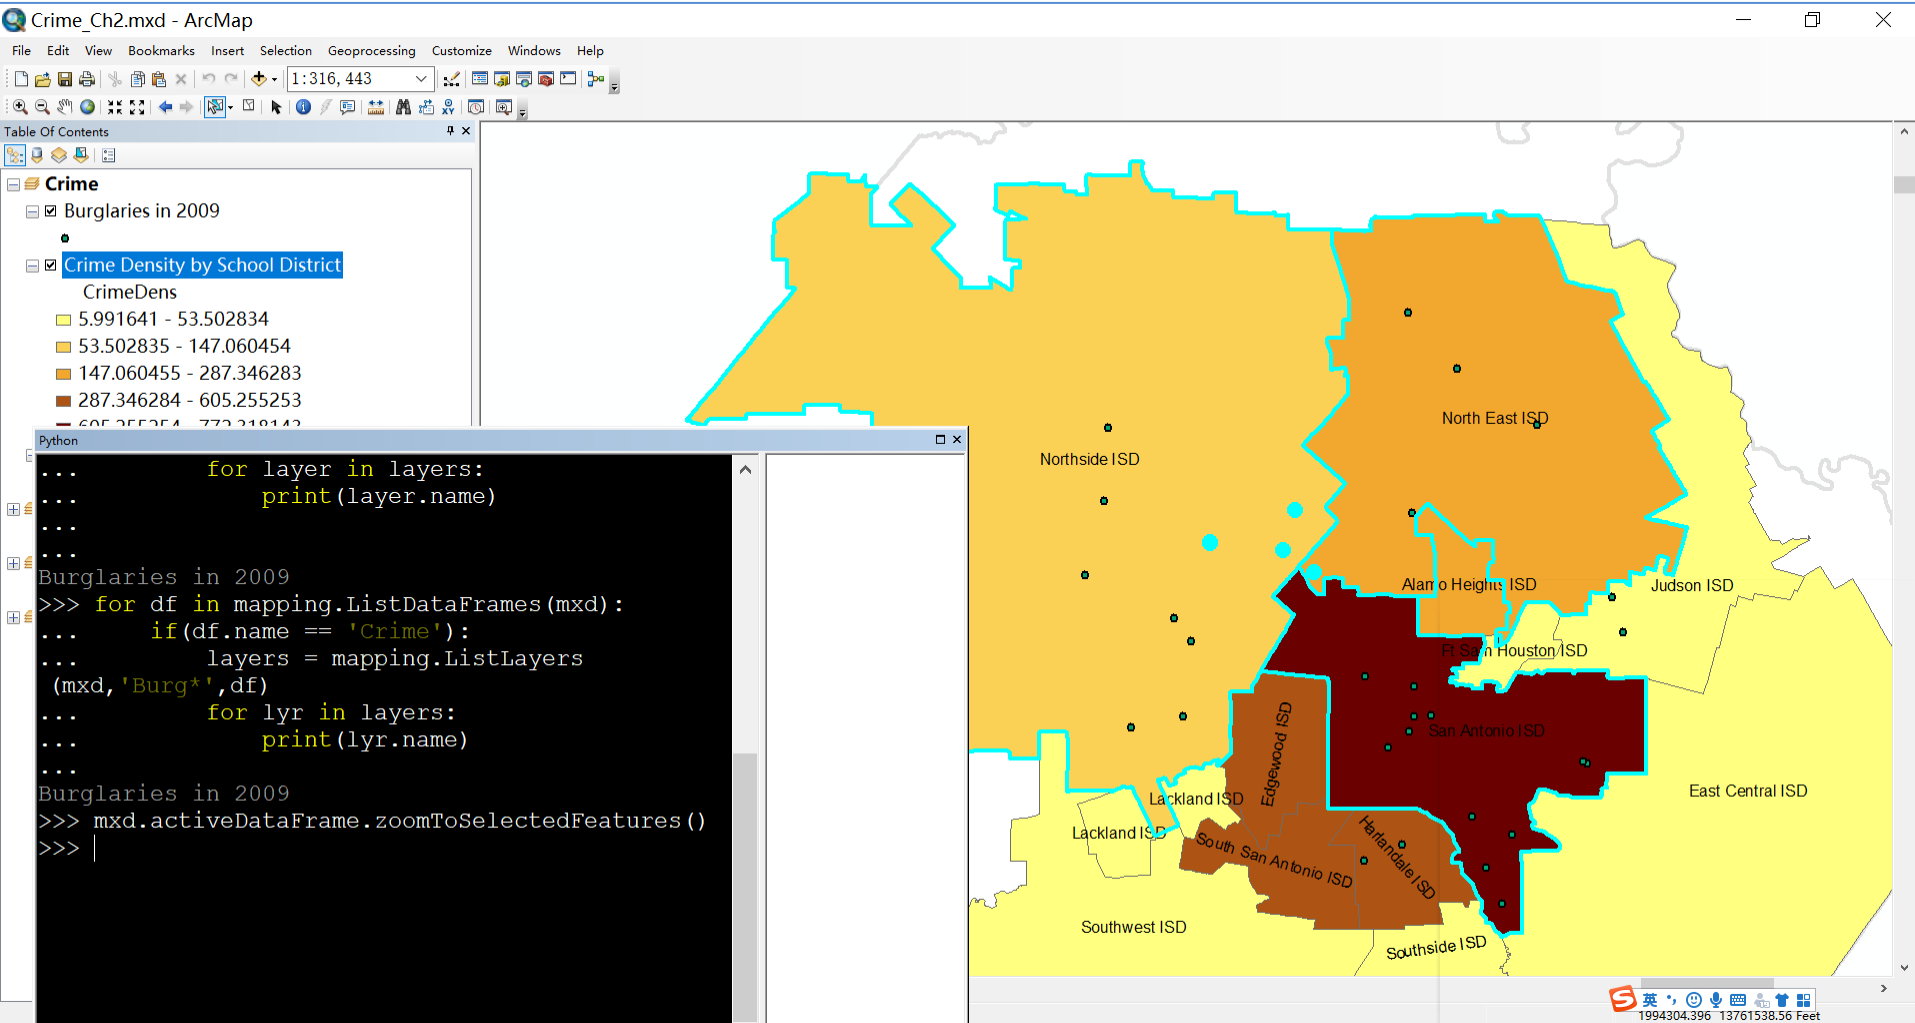 Crime_Ch2.mxd - ArcMap
File Edit View Bookmarks Insert Selection Geoprocessing Customize Windows Help
1:316,443
Table Of Contents
Crime
Burglaries in 2009
Crime Density by School District
CrimeDens
5.991641 - 53.502834
53.502835 - 147.060454
147.060455 - 287.346283
287.346284 - 605.255253
Python
... for layer in layers:
... print(layer.name)
...
...
Burglaries in 2009
>>> for df in mapping.ListDataFrames(mxd):
... if(df.name == 'Crime'):
... layers = mapping.ListLayers
(mxd,'Burg*',df)
... for lyr in layers:
... print(lyr.name)
...
Burglaries in 2009
>>> mxd.activeDataFrame.zoomToSelectedFeatures()
>>>
North East ISD
Northside ISD
Alamo Heights ISD
Judson ISD
Ft Sam Houston ISD
Edgewood ISD
San Antonio ISD
East Central ISD
Lackland ISD
Lackland ISD
South San Antonio ISD
Harlandale ISD
Southwest ISD
Southside ISD
英
1994304.396 13761538.56 Feet